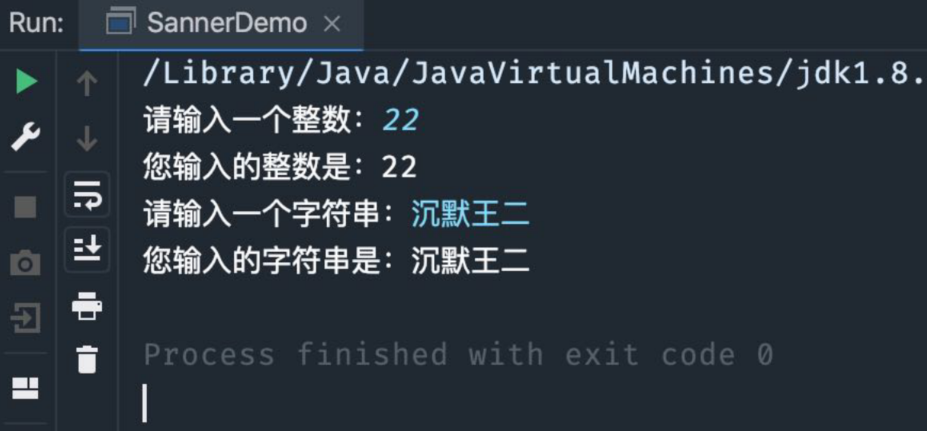 Run: SannerDemo ×
/Library/Java/JavaVirtualMachines/jdk1.8.
请输入一个整数：22
您输入的整数是：22
请输入一个字符串：沉默王二
您输入的字符串是：沉默王二
Process finished with exit code 0